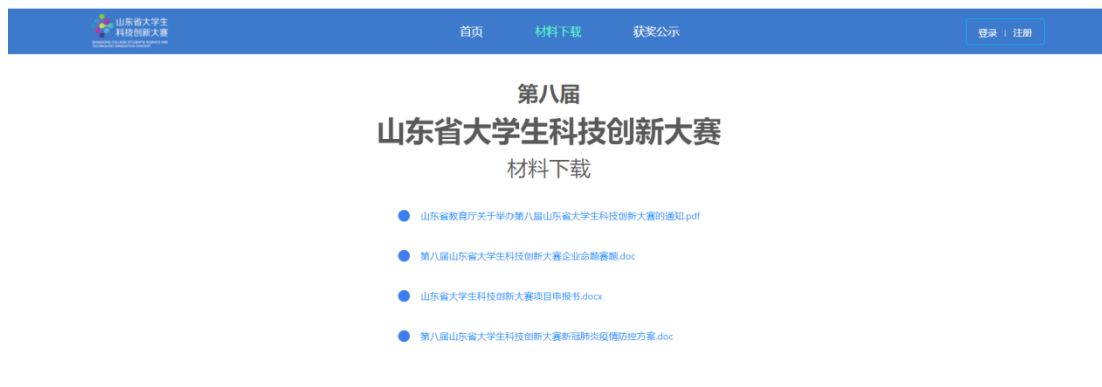 山东省大学生
科技创新大赛
首页 材料下载 获奖公示 登录 | 注册
第八届
山东省大学生科技创新大赛
材料下载
山东省教育厅关于举办第八届山东省大学生科技创新大赛的通知.pdf
第八届山东省大学生科技创新大赛企业命题赛题.doc
山东省大学生科技创新大赛项目申报书.docx
第八届山东省大学生科技创新大赛新冠肺炎疫情防控方案.doc